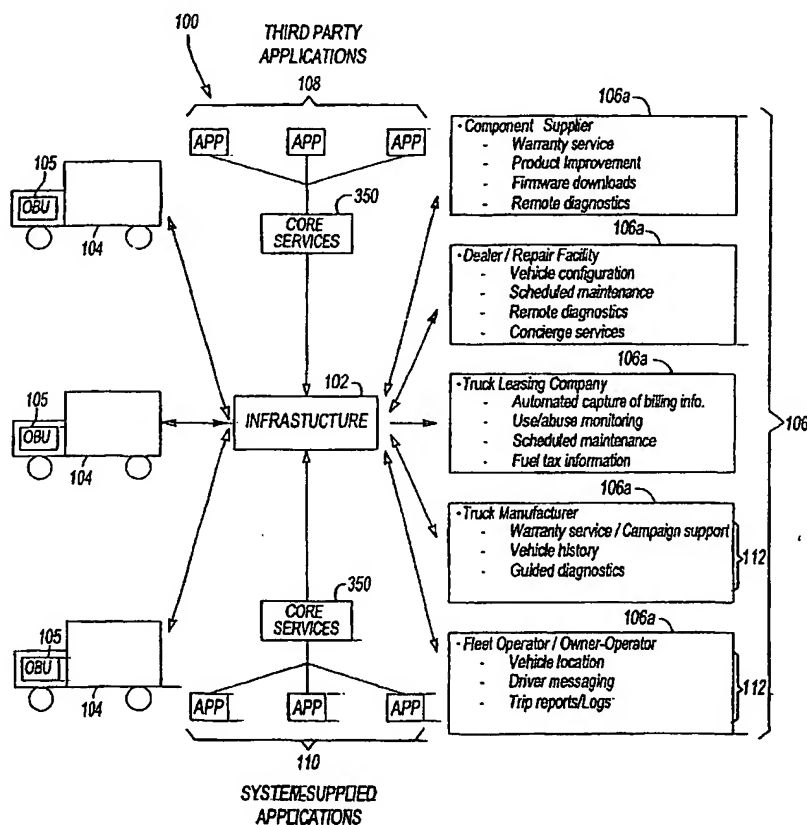 100
THIRD PARTY
APPLICATIONS
108
APP APP APP
350
CORE
SERVICES
105
OBU
104
105
OBU
104
105
OBU
104
102
INFRASTUCTURE
350
CORE
SERVICES
APP APP APP
110
SYSTEM-SUPPLIED
APPLICATIONS
106a
• Component Supplier
- Warranty service
- Product Improvement
- Firmware downloads
- Remote diagnostics
106a
• Dealer / Repair Facility
- Vehicle configuration
- Scheduled maintenance
- Remote diagnostics
- Concierge services
106a
• Truck Leasing Company
- Automated capture of billing info.
- Use/abuse monitoring
- Scheduled maintenance
- Fuel tax information
106a
• Truck Manufacturer
- Warranty service / Campaign support
- Vehicle history
- Guided diagnostics
112
106a
• Fleet Operator / Owner-Operator
- Vehicle location
- Driver messaging
- Trip reports/Logs
112
106